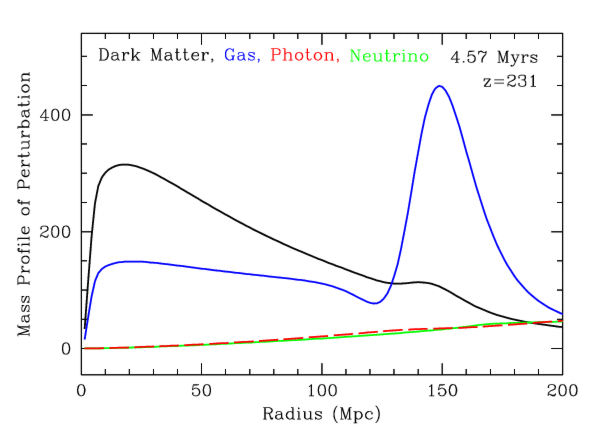 Dark Matter, Gas, Photon, Neutrino 4.57 Myrs
z=231
Mass Profile of Perturbation
400
200
0
0 50 100 150 200
Radius (Mpc)